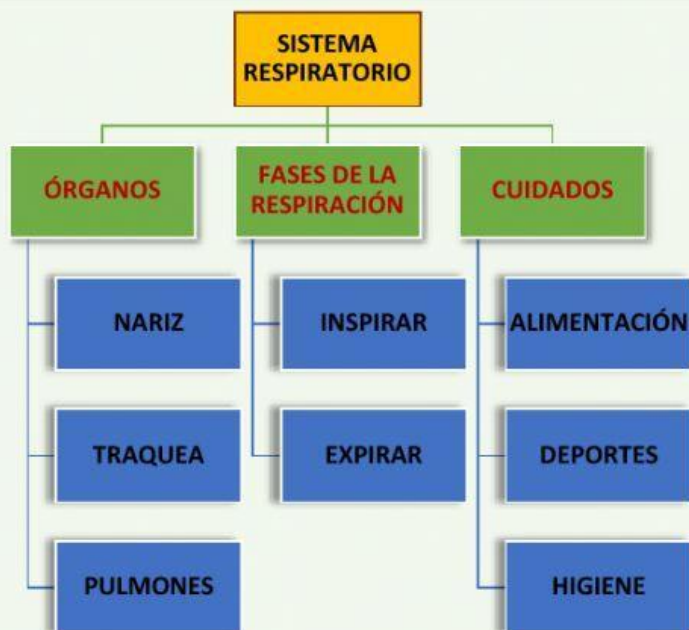 SISTEMA
RESPIRATORIO
ÓRGANOS
FASES DE LA
RESPIRACIÓN
CUIDADOS
NARIZ
INSPIRAR
ALIMENTACIÓN
TRAQUEA
EXPIRAR
DEPORTES
PULMONES
HIGIENE